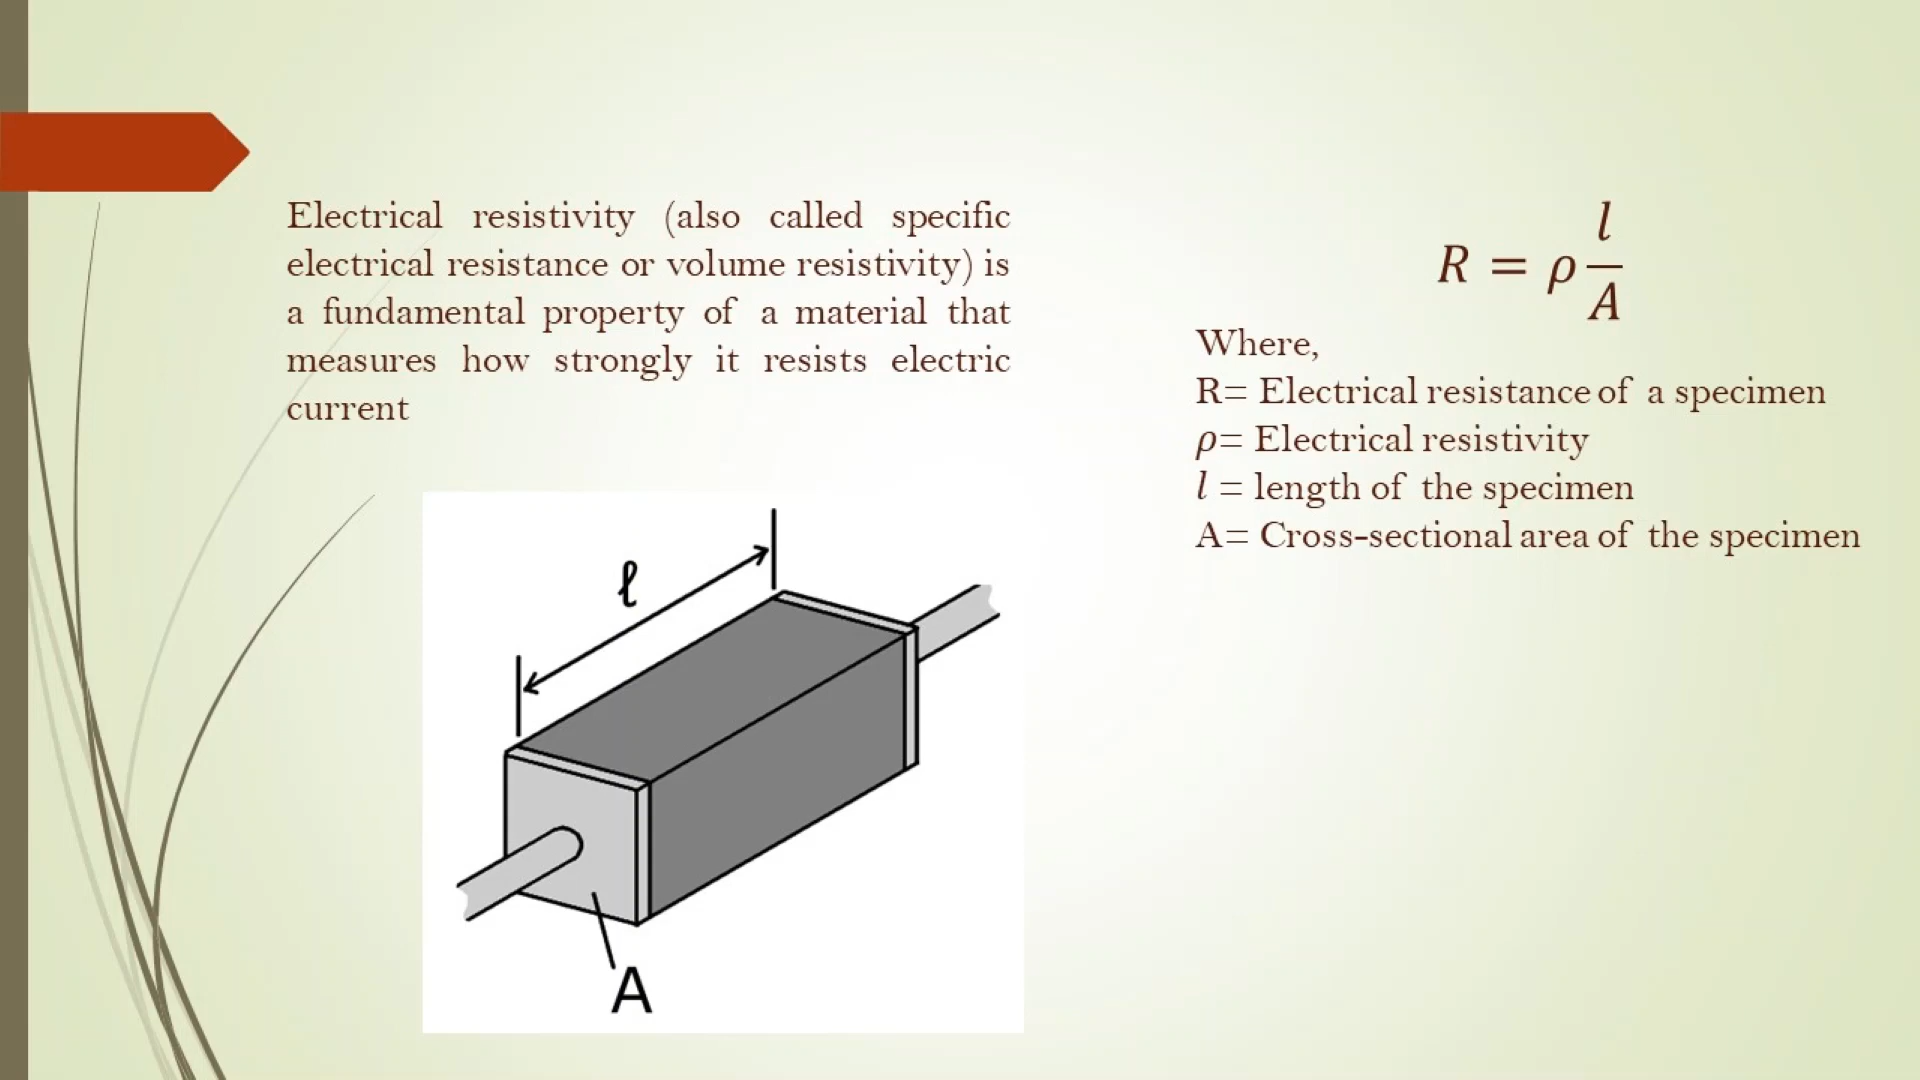 Electrical resistivity (also called specific
electrical resistance or volume resistivity) is
a fundamental property of a material that
measures how strongly it resists electric
current
ℓ
A
R = ρ l/A
Where,
R= Electrical resistance of a specimen
ρ= Electrical resistivity
l = length of the specimen
A= Cross-sectional area of the specimen